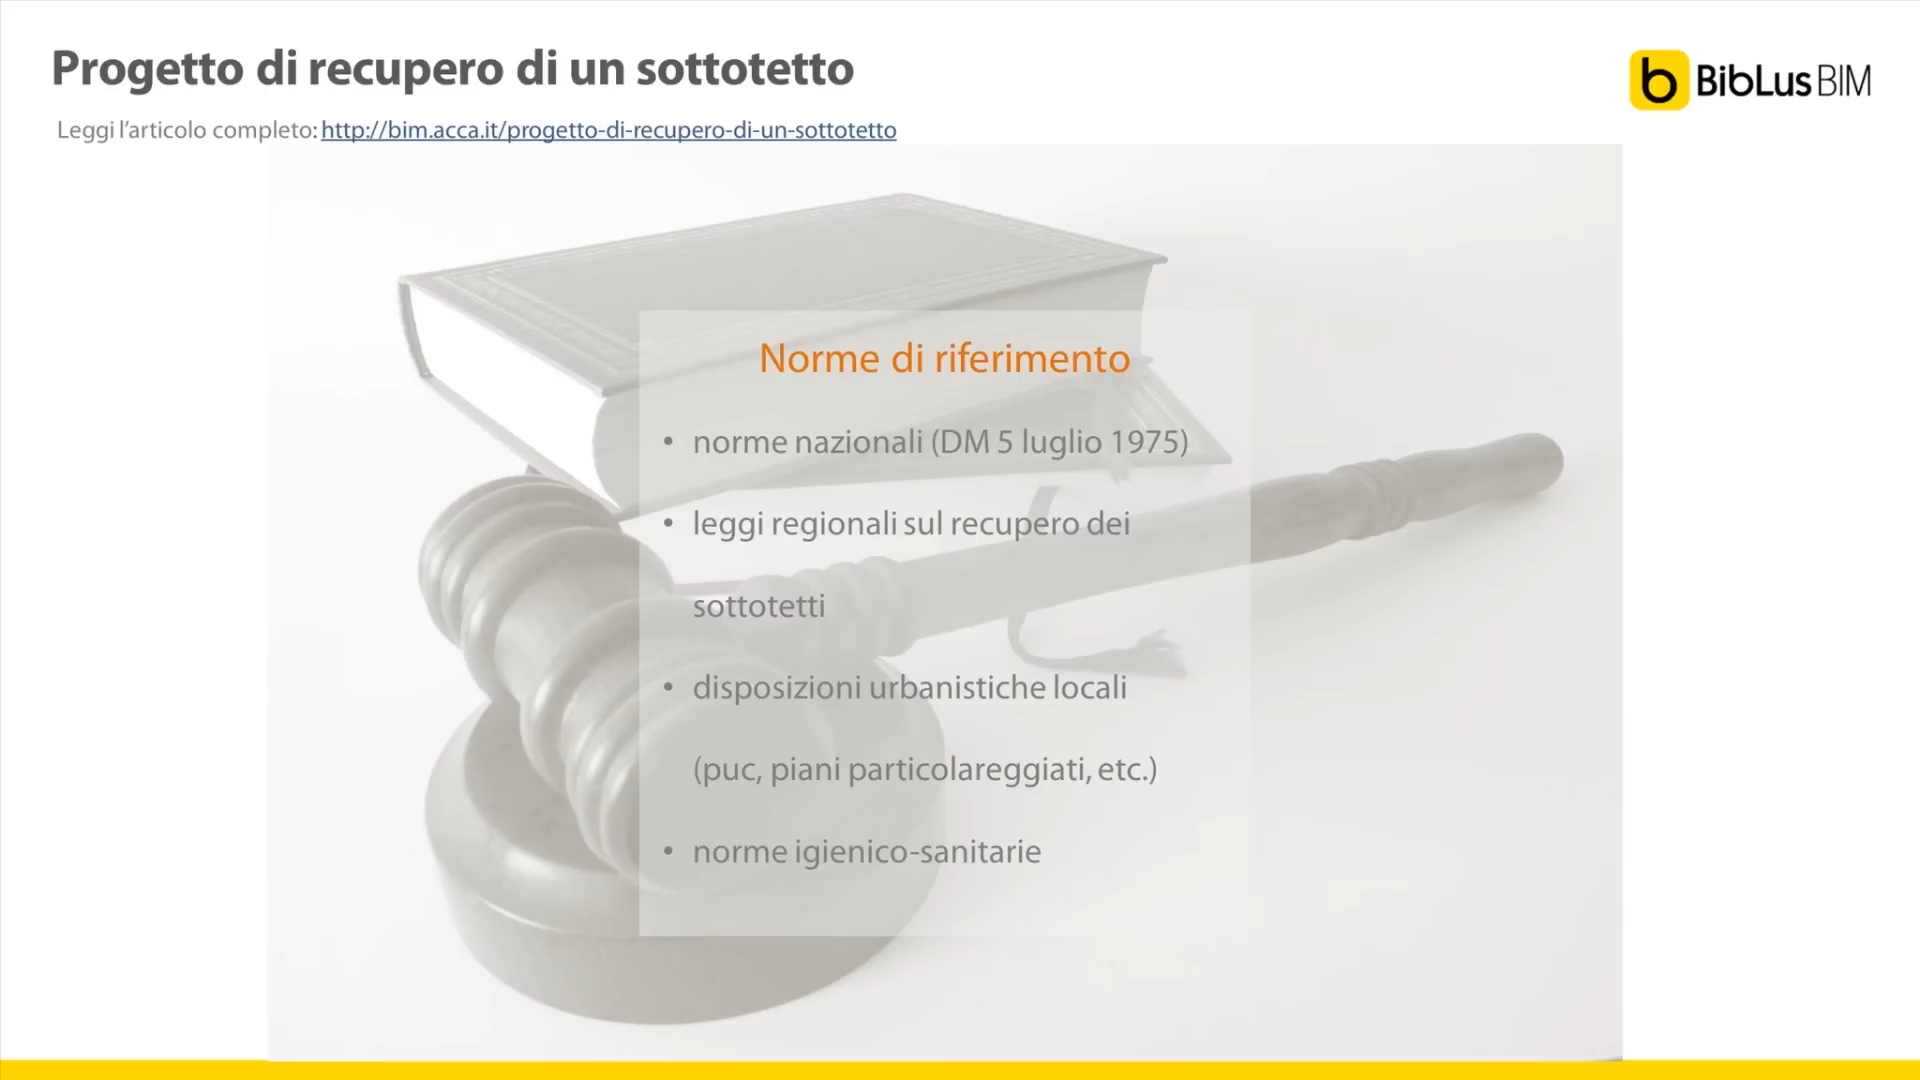 Progetto di recupero di un sottotetto
b BibLus BIM
Leggi l'articolo completo: http://bim.acca.it/progetto-di-recupero-di-un-sottotetto
Norme di riferimento
• norme nazionali (DM 5 luglio 1975)
• leggi regionali sul recupero dei
sottotetti
• disposizioni urbanistiche locali
(puc, piani particolareggiati, etc.)
• norme igienico-sanitarie